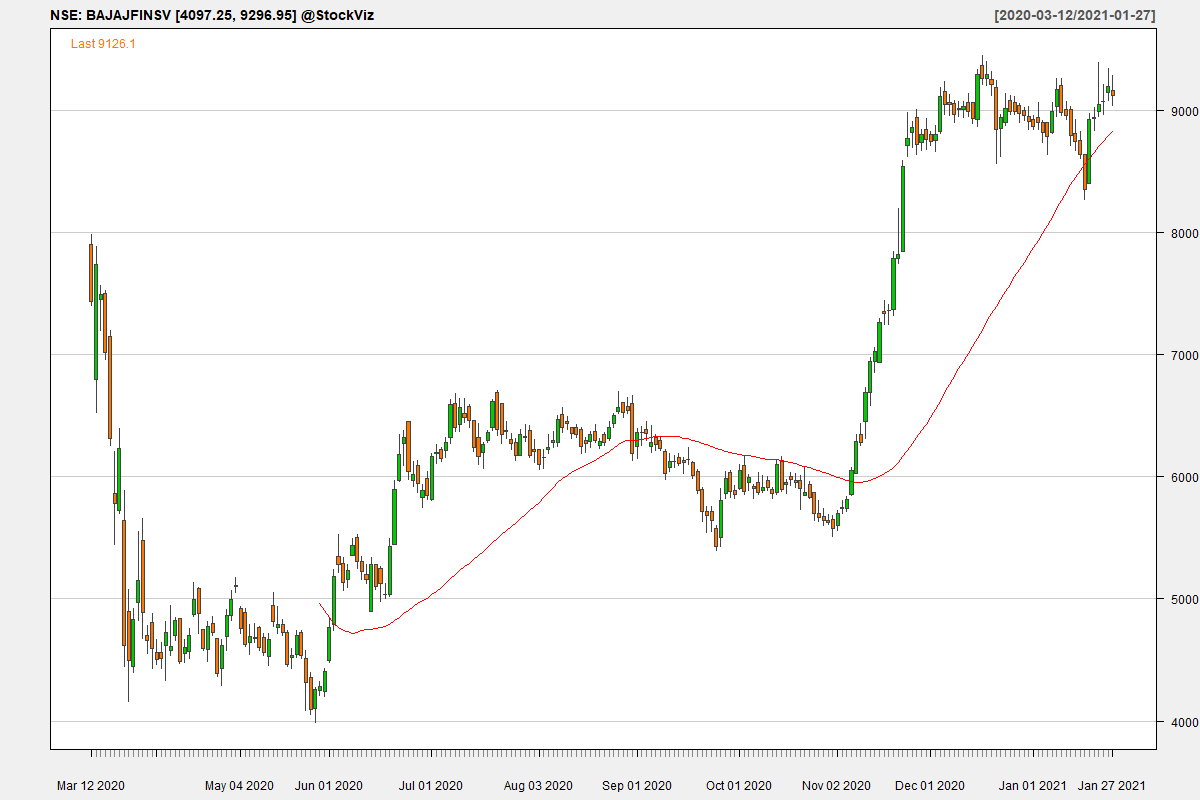 NSE: BAJAJFINSV [4097.25, 9296.95] @StockViz [2020-03-12/2021-01-27]
Last 9126.1
9000
8000
7000
6000
5000
4000
Mar 12 2020 May 04 2020 Jun 01 2020 Jul 01 2020 Aug 03 2020 Sep 01 2020 Oct 01 2020 Nov 02 2020 Dec 01 2020 Jan 01 2021 Jan 27 2021